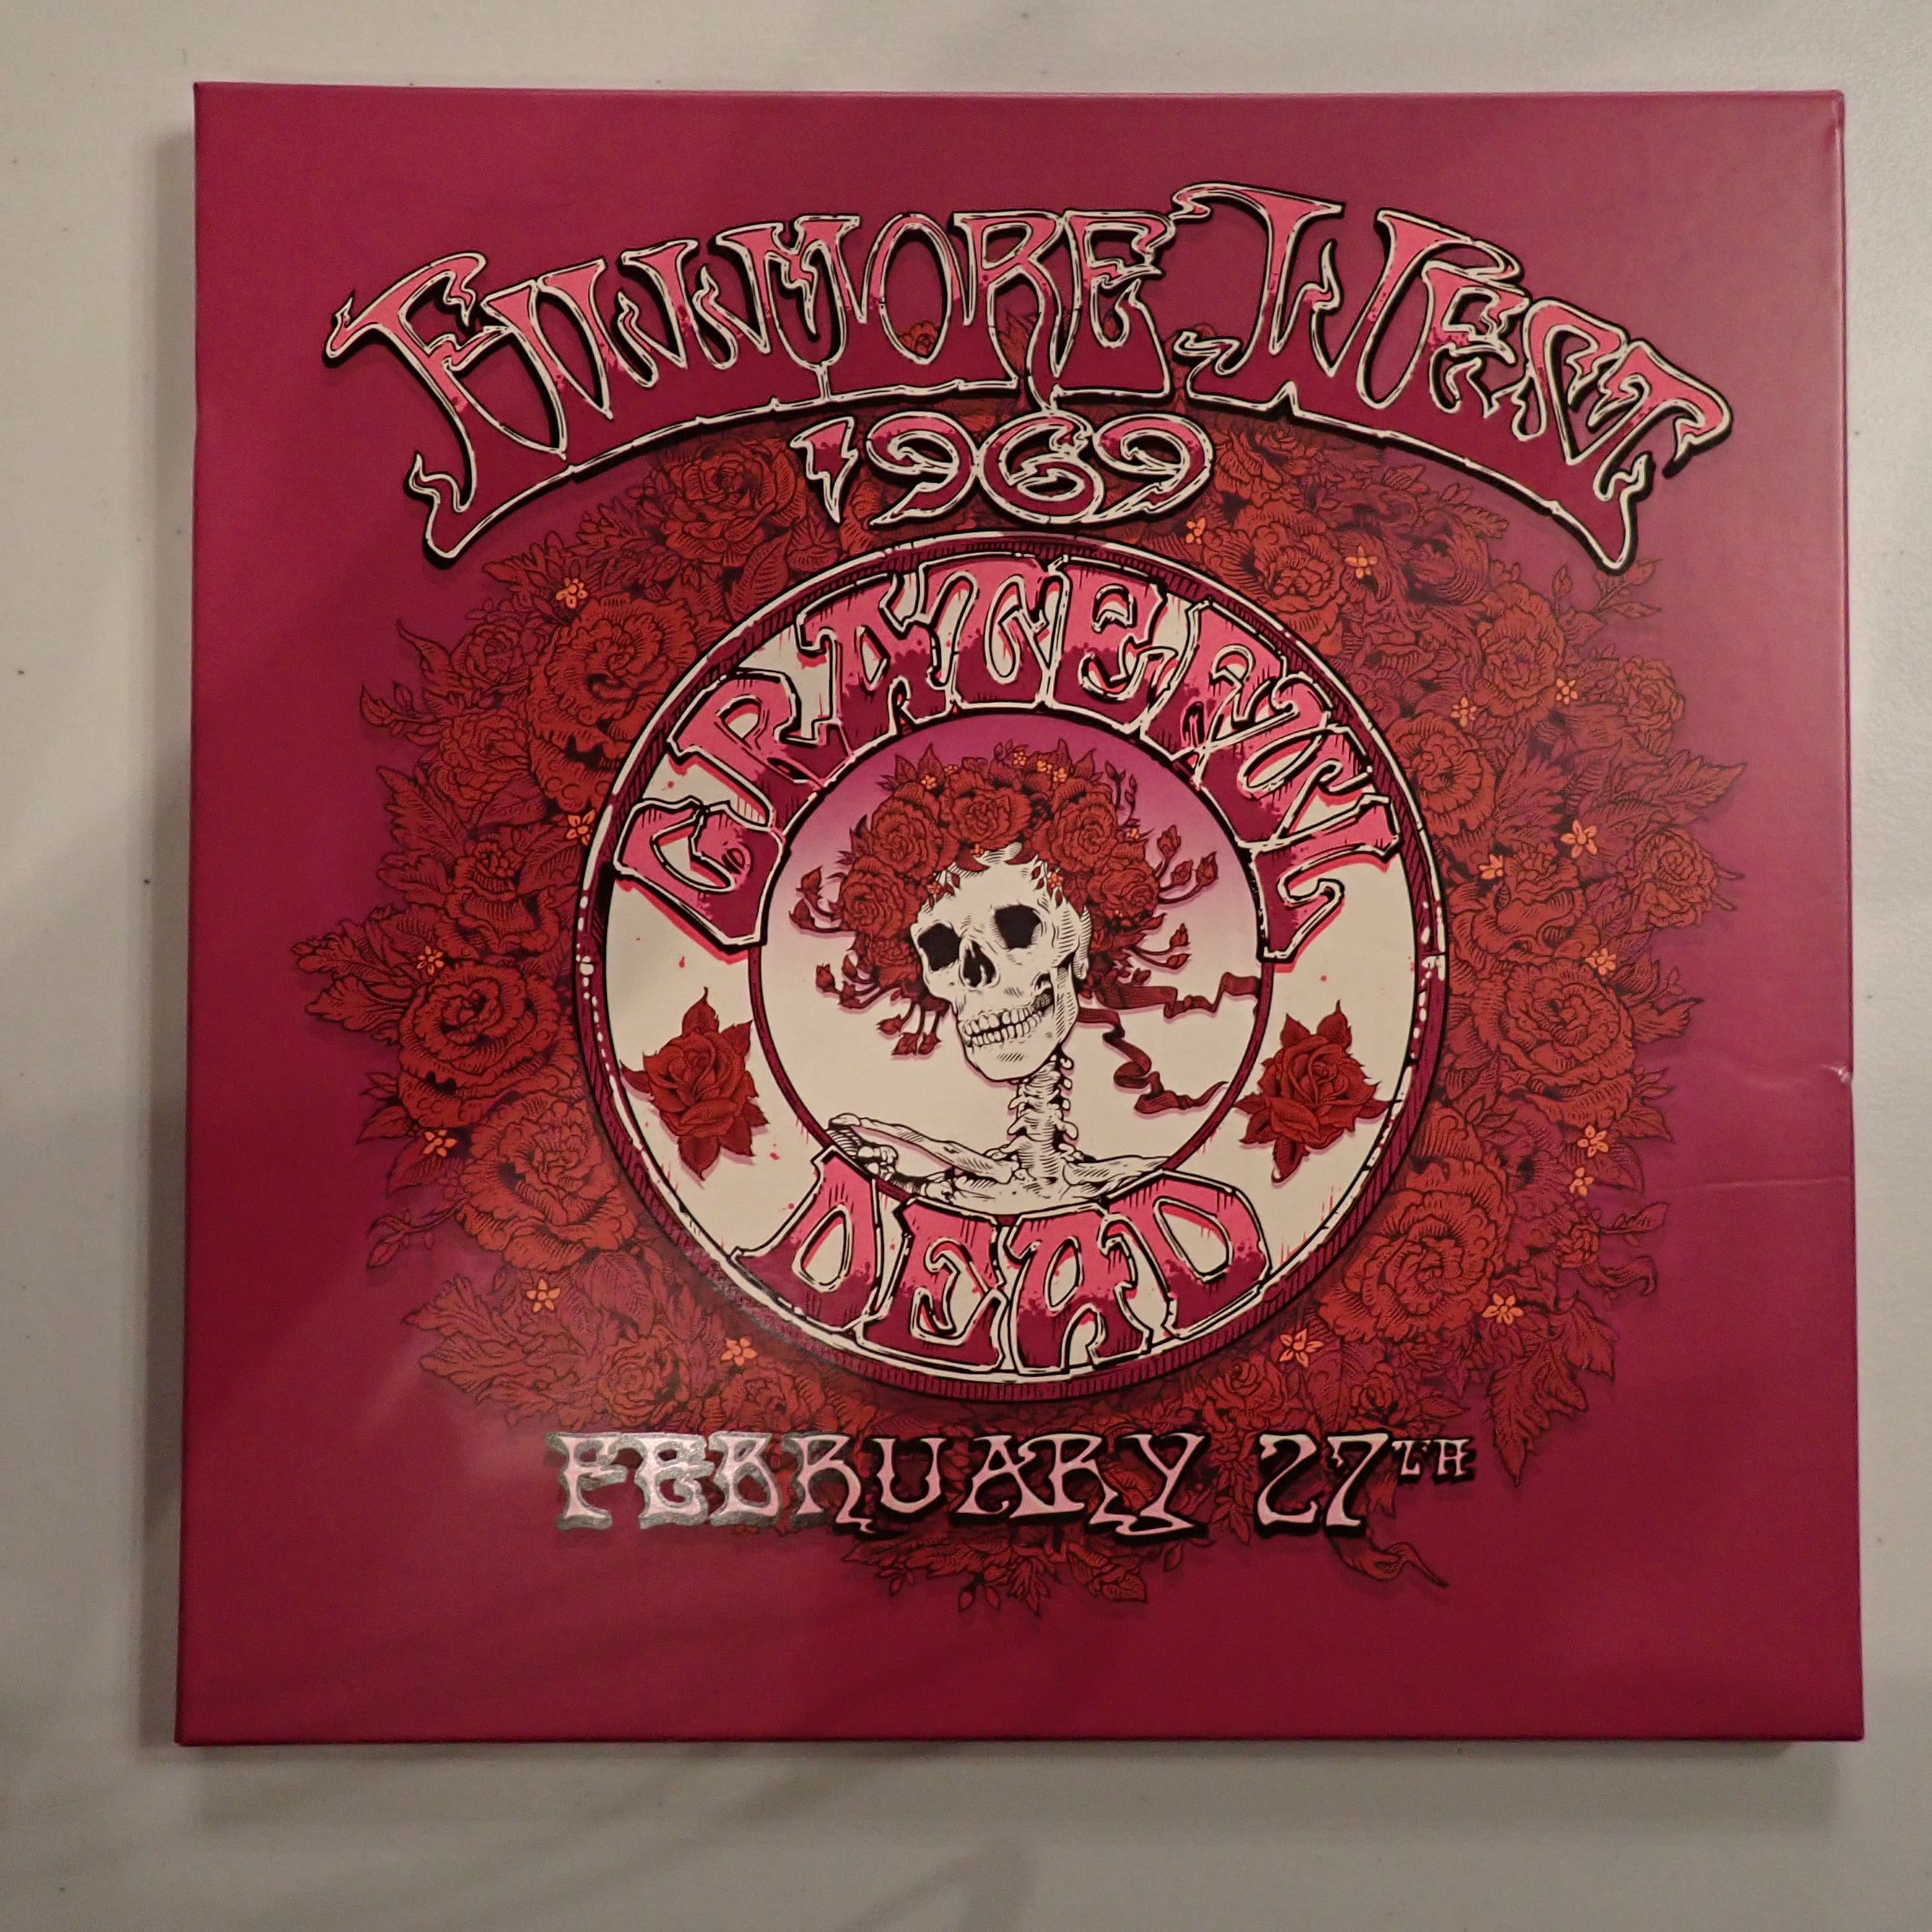 FILLMORE WEST
1969
GRATEFUL
DEAD
FEBRUARY 27TH